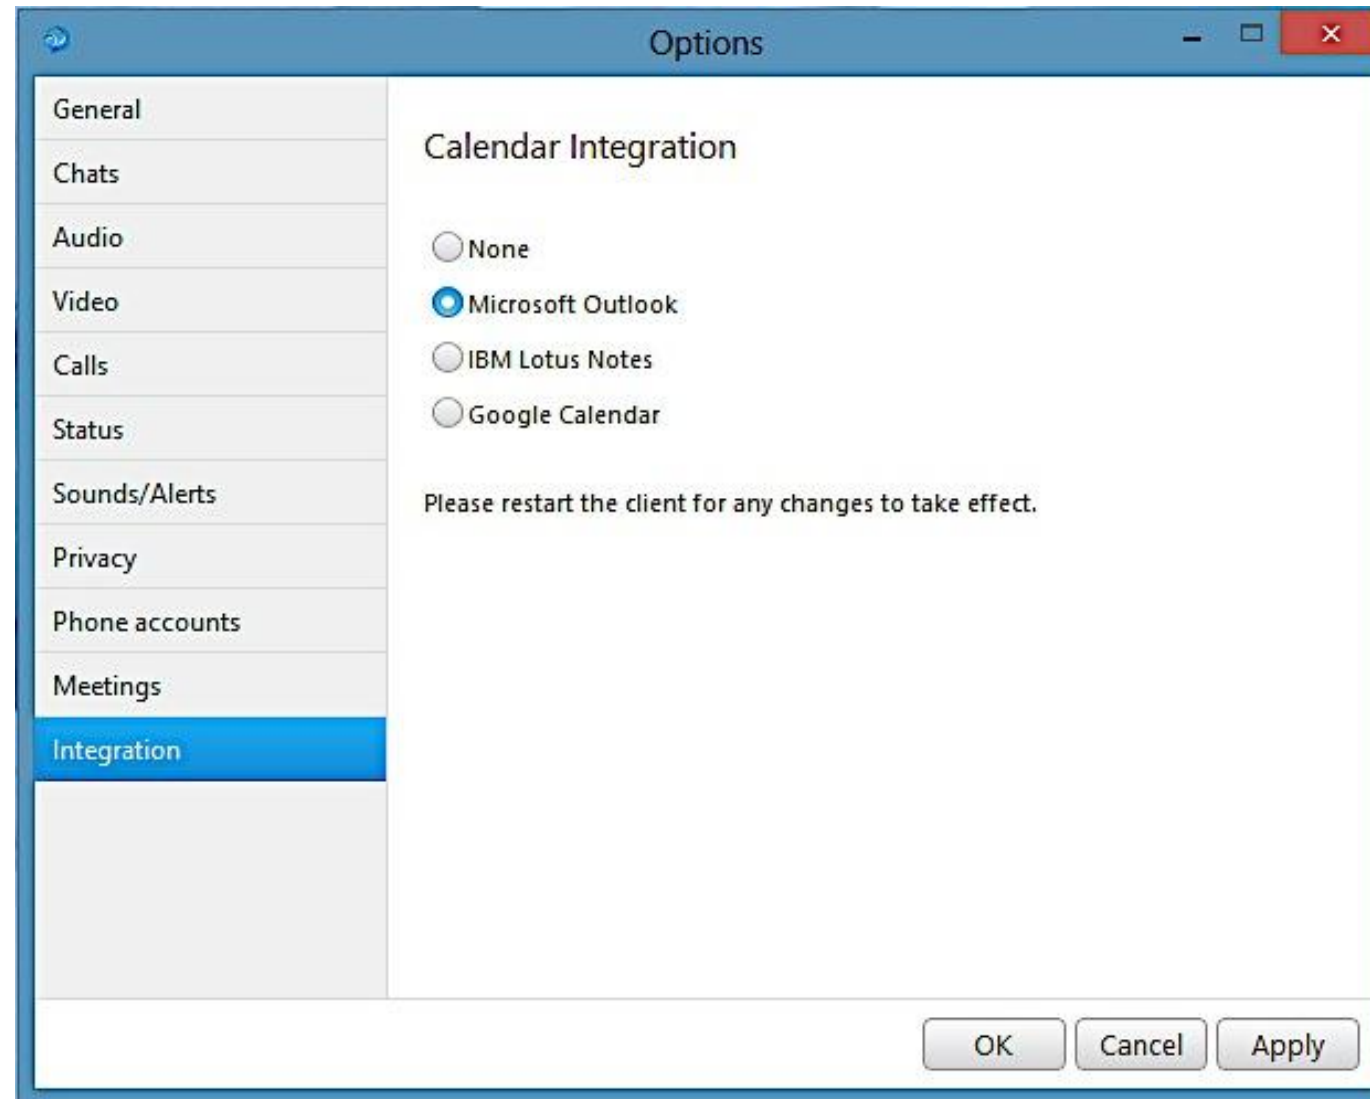 Options
General
Chats
Audio
Video
Calls
Status
Sounds/Alerts
Privacy
Phone accounts
Meetings
Integration
Calendar Integration
None
Microsoft Outlook
IBM Lotus Notes
Google Calendar
Please restart the client for any changes to take effect.
OK Cancel Apply